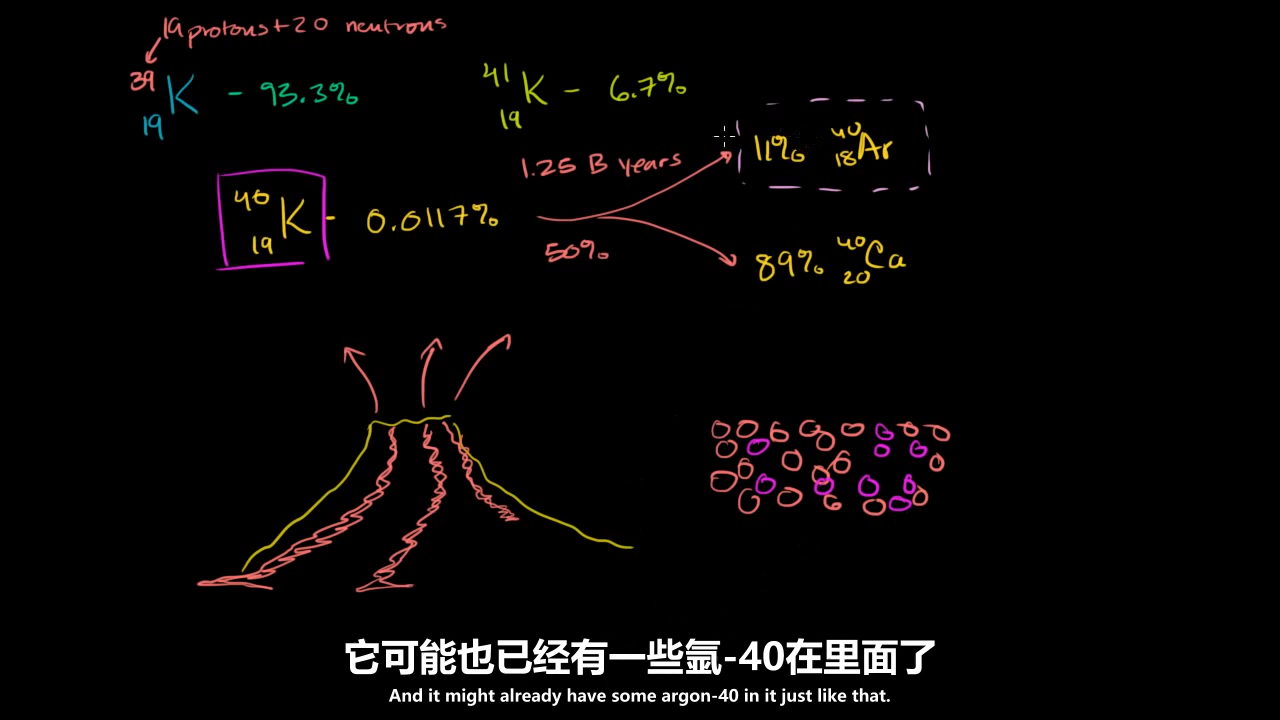 19 protons + 20 neutrons
39 19 K - 93.3%
41 19 K - 6.7%
1.25 B years
11% 40 18 Ar
40 19 K - 0.0117%
50%
89% 40 20 Ca
它可能也已经有一些氩-40在里面了
And it might already have some argon-40 in it just like that.